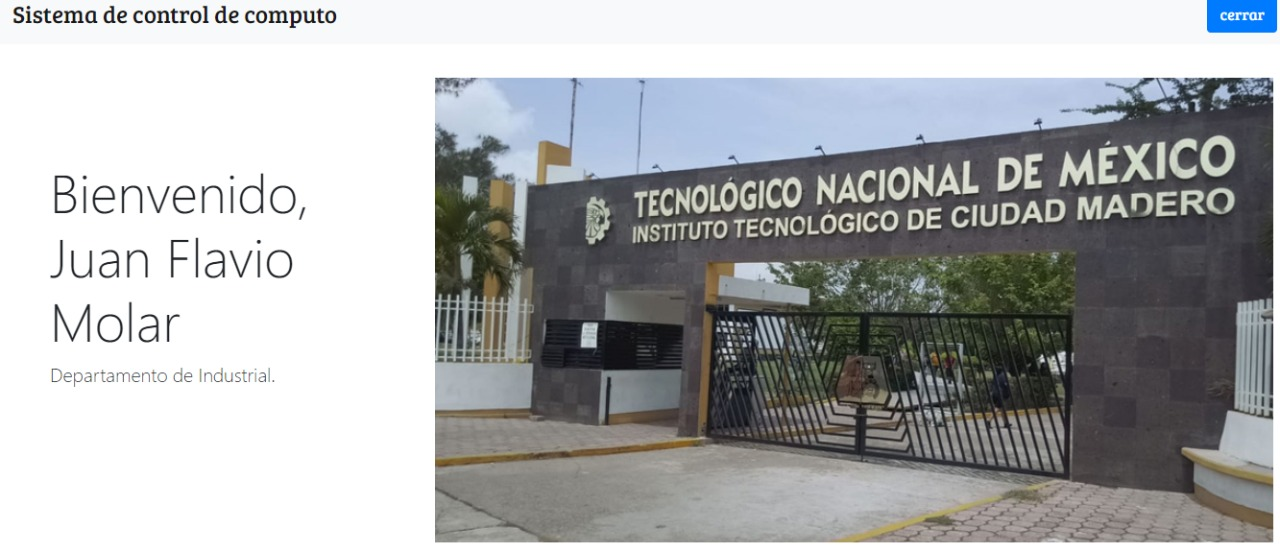 Sistema de control de computo
cerrar
Bienvenido,
Juan Flavio
Molar
Departamento de Industrial.
TECNOLÓGICO NACIONAL DE MÉXICO
INSTITUTO TECNOLÓGICO DE CIUDAD MADERO